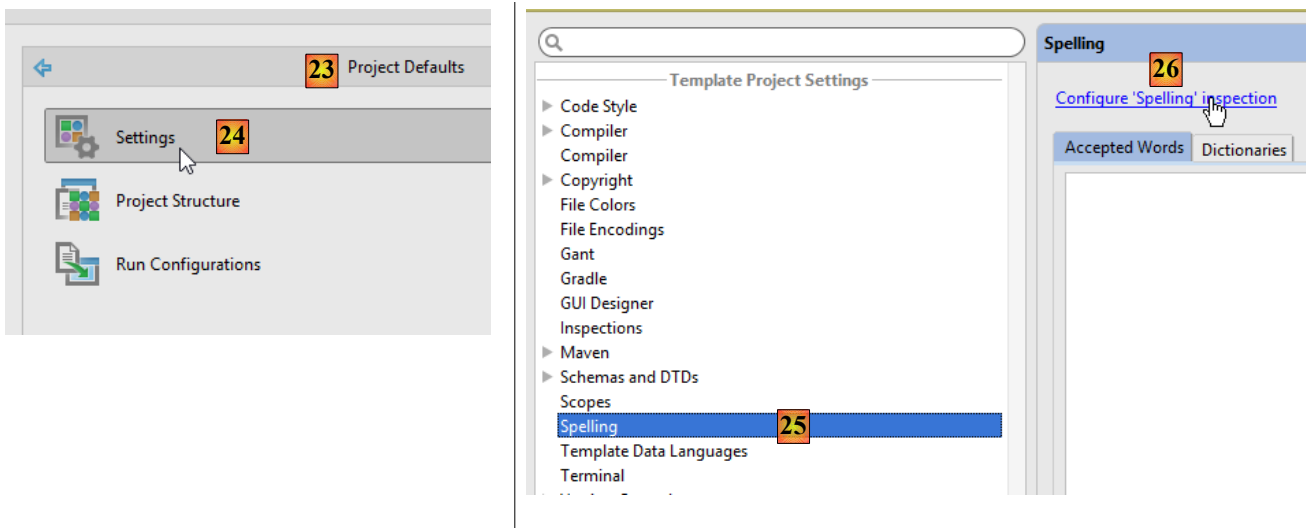 23 Project Defaults
Settings 24
Project Structure
Run Configurations
Template Project Settings
Code Style
Compiler
Compiler
Copyright
File Colors
File Encodings
Gant
Gradle
GUI Designer
Inspections
Maven
Schemas and DTDs
Scopes
Spelling 25
Template Data Languages
Terminal
Spelling
26
Configure 'Spelling' inspection
Accepted Words Dictionaries